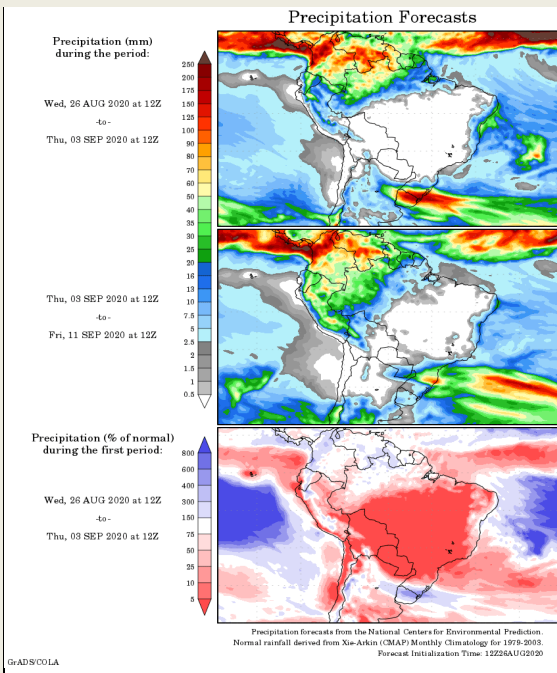 Precipitation Forecasts
Precipitation (mm)
during the period:
Wed, 26 AUG 2020 at 12Z
-to-
Thu, 03 SEP 2020 at 12Z
250
200
175
150
125
100
90
80
70
60
50
40
35
30
25
20
16
13
10
7.5
5
2.5
2
1.5
1
0.5
Thu, 03 SEP 2020 at 12Z
-to-
Fri, 11 SEP 2020 at 12Z
Precipitation (% of normal)
during the first period:
Wed, 26 AUG 2020 at 12Z
-to-
Thu, 03 SEP 2020 at 12Z
800
600
400
300
150
75
50
25
10
5
Precipitation forecasts from the National Centers for Environmental Prediction.
Normal rainfall derived from Xie-Arkin (CMAP) Monthly Climatology for 1979-2003.
Forecast Initialization Time: 12Z26AUG2020
GrADS/COLA